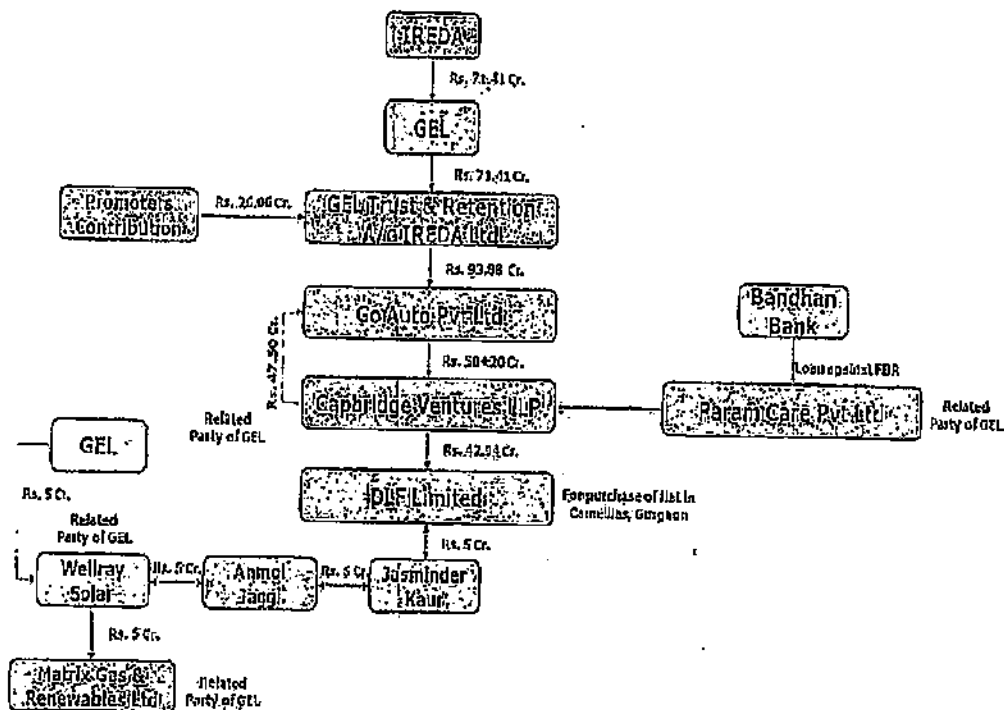 IREDA
Rs. 71.41 Cr.
GEL
Rs. 71.41 Cr.
Promoters
Contribution
Rs. 26.06 Cr.
GEL Trust & Retention
A/c IREDA Ltd
Rs. 93.88 Cr.
Go Auto Pvt Ltd
Bandhan
Bank
Rs. 47.50 Cr.
Rs. 50.20 Cr.
Loan against FDR
Related
Party of GEL
Capbridge Ventures LLP
Param Care Pvt Ltd
Related
Party of GEL
GEL
Rs. 42.94 Cr.
DLF Limited
For purchase of flat in
Camellias, Gurgaon
Rs. 5 Cr.
Related
Party of GEL
Rs. 5 Cr.
Wellray
Solar
Rs. 5 Cr.
Anmol
Jaggi
Rs. 5 Cr.
Jasminder
Kaur
Rs. 5 Cr.
Matrix Gas &
Renewables Ltd
Related
Party of GEL